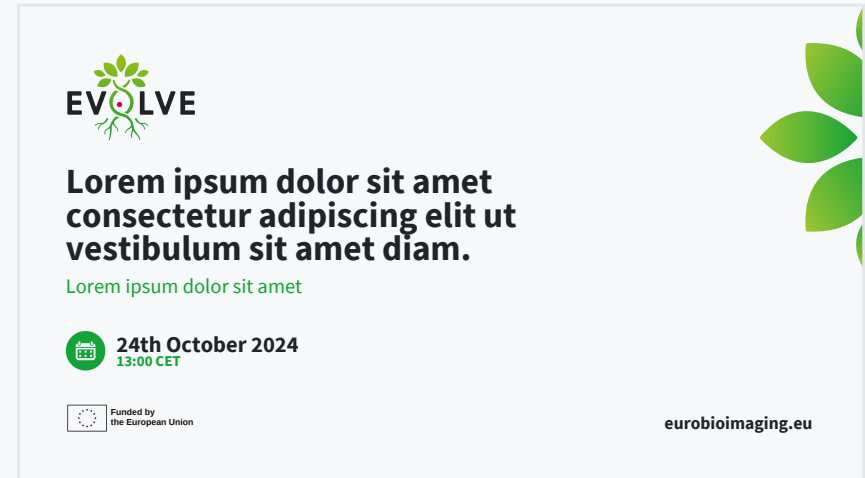 EVOLVE
Lorem ipsum dolor sit amet
consectetur adipiscing elit ut
vestibulum sit amet diam.
Lorem ipsum dolor sit amet
24th October 2024
13:00 CET
Funded by
the European Union
eurobioimaging.eu